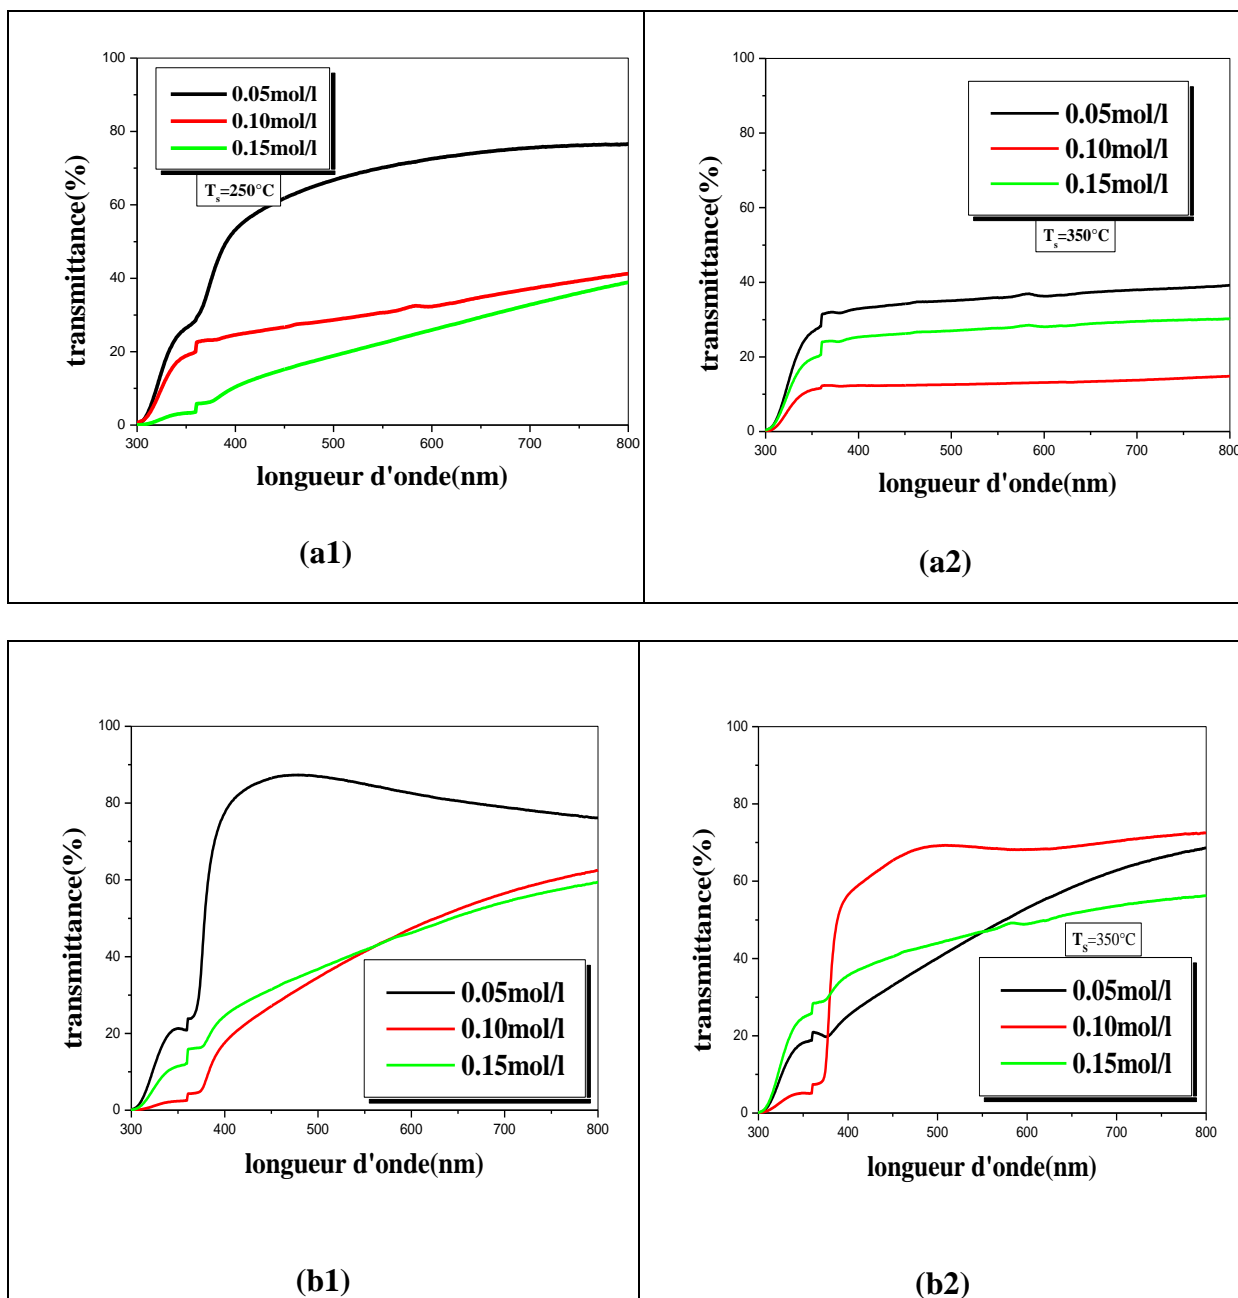 100
80
60
40
20
0
transmittance(%)
0.05mol/l
0.10mol/l
0.15mol/l
Ts=250°C
300 400 500 600 700 800
longueur d'onde(nm)
(a1)
100
80
60
40
20
0
transmittance(%)
0.05mol/l
0.10mol/l
0.15mol/l
Ts=350°C
300 400 500 600 700 800
longueur d'onde(nm)
(a2)
100
80
60
40
20
0
transmittance(%)
0.05mol/l
0.10mol/l
0.15mol/l
300 400 500 600 700 800
longueur d'onde(nm)
(b1)
100
80
60
40
20
0
transmittance(%)
Ts=350°C
0.05mol/l
0.10mol/l
0.15mol/l
300 400 500 600 700 800
longueur d'onde(nm)
(b2)